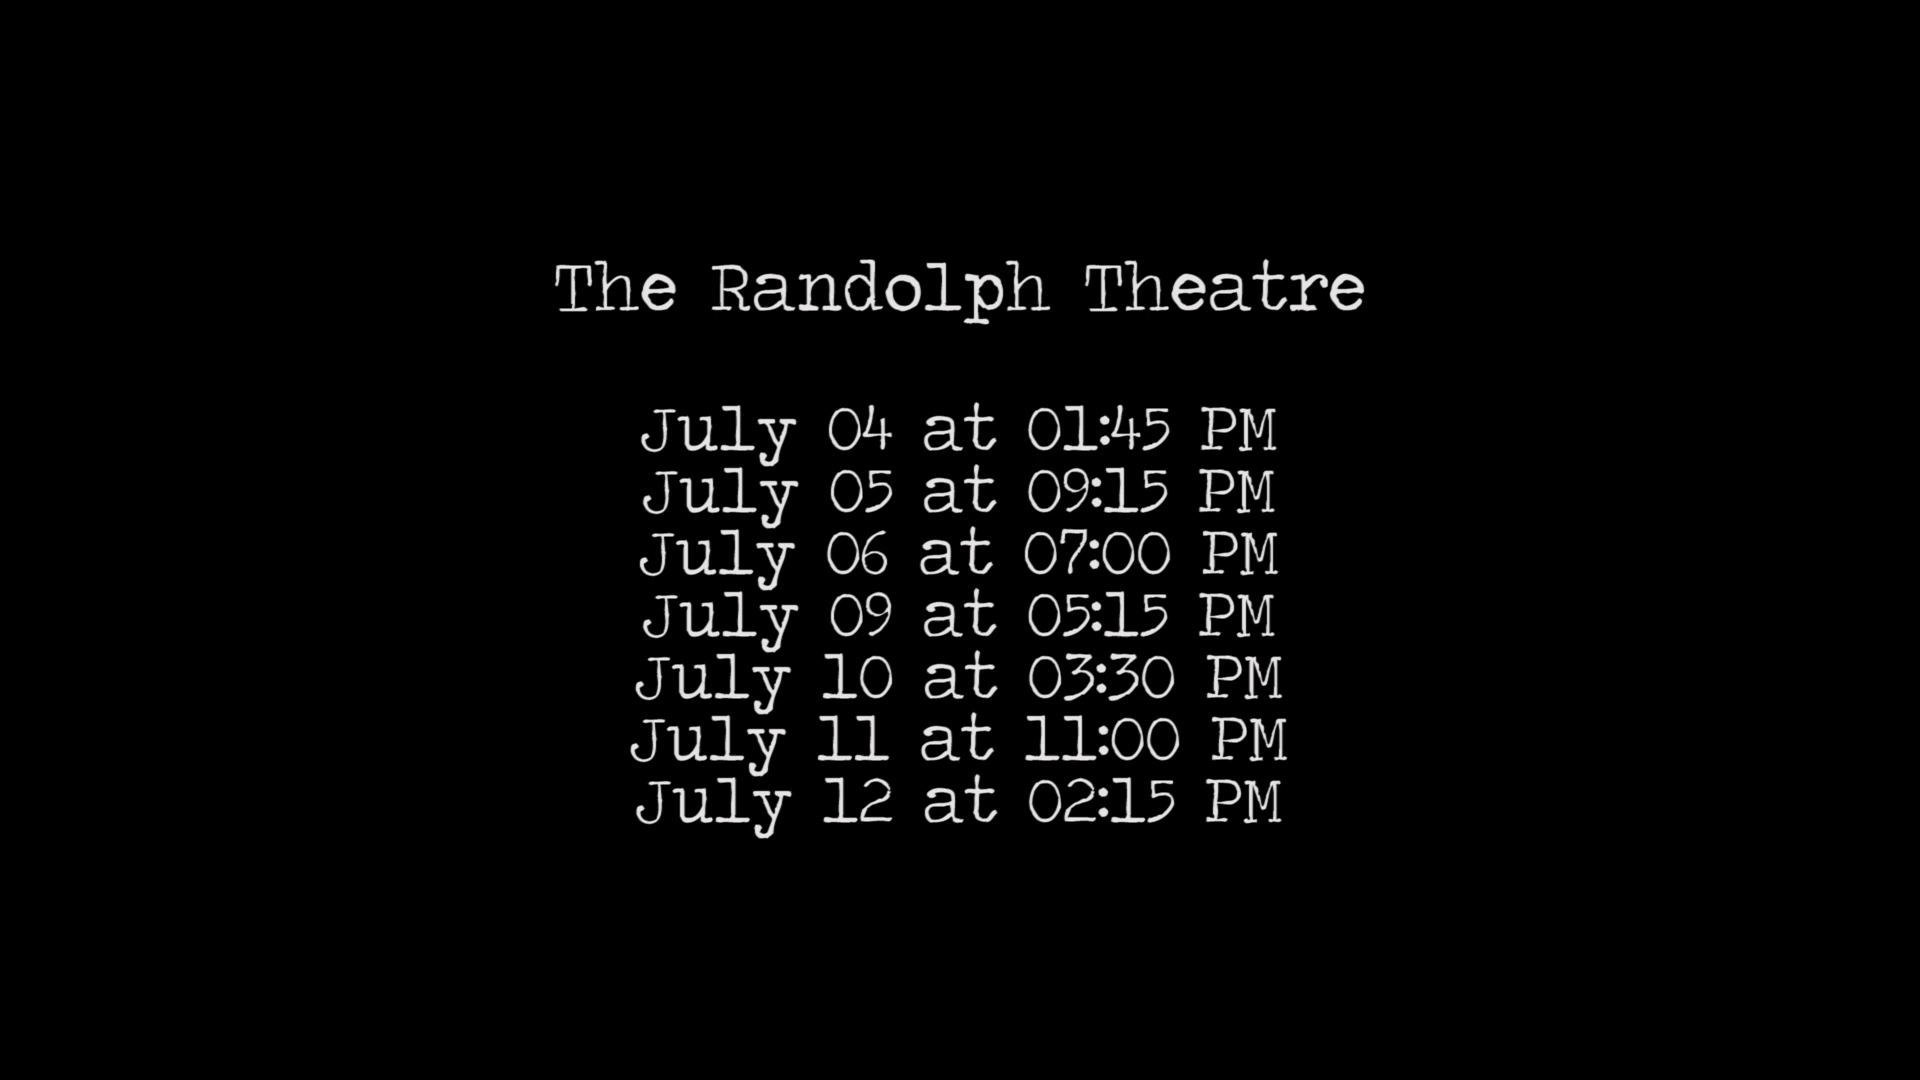 The Randolph Theatre
July 04 at 01:45 PM
July 05 at 09:15 PM
July 06 at 07:00 PM
July 09 at 05:15 PM
July 10 at 03:30 PM
July 11 at 11:00 PM
July 12 at 02:15 PM